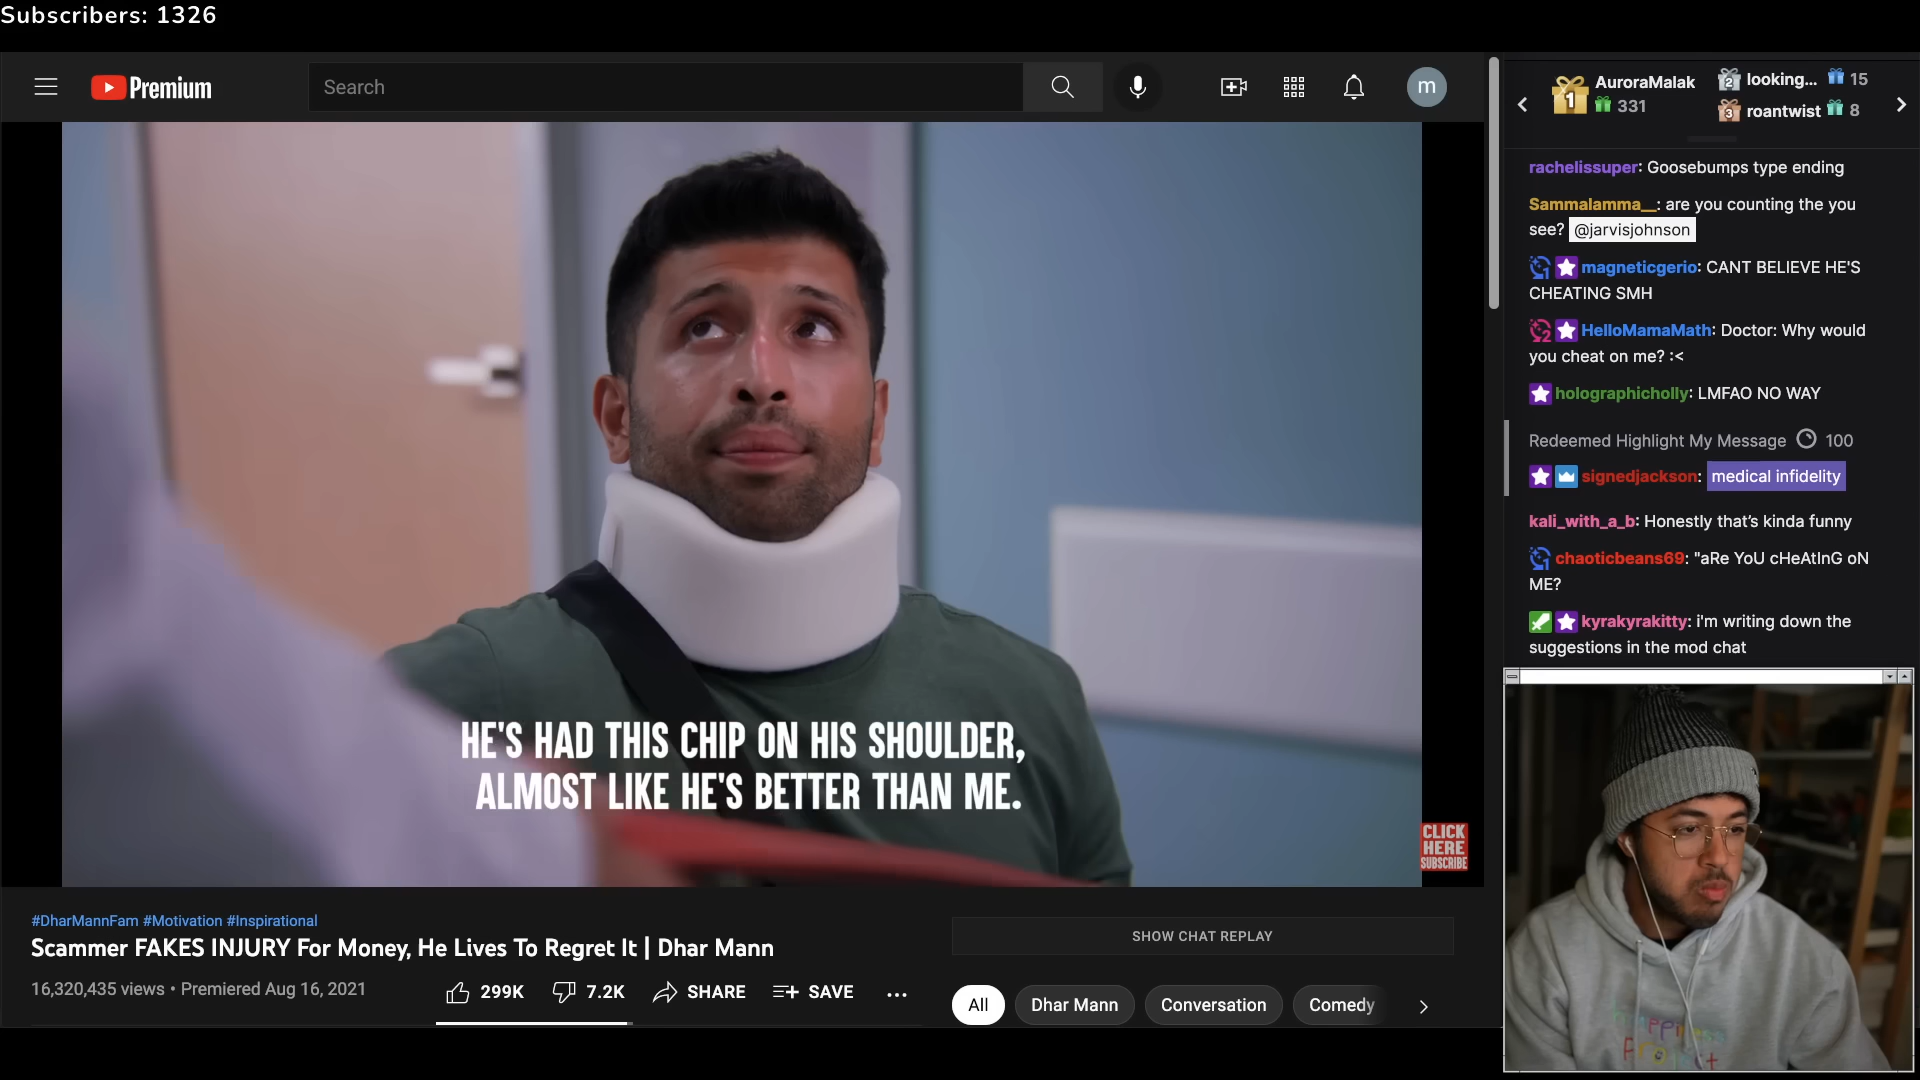 Subscribers: 1326
Premium
Search
m
1
AuroraMalak
331
2
looking...
15
3
roantwist
8
rachelissuper: Goosebumps type ending
Sammalamma__: are you counting the you
see? @jarvisjohnson
magneticgerio: CANT BELIEVE HE'S
CHEATING SMH
2
HelloMamaMath: Doctor: Why would
you cheat on me? :<
holographicholly: LMFAO NO WAY
Redeemed Highlight My Message 100
signedjackson: medical infidelity
kali_with_a_b: Honestly that's kinda funny
chaoticbeans69: "aRe YoU cHeAtInG oN
ME?
kyrakyrakitty: i'm writing down the
suggestions in the mod chat
HE'S HAD THIS CHIP ON HIS SHOULDER,
ALMOST LIKE HE'S BETTER THAN ME.
CLICK
HERE
SUBSCRIBE
#DharMannFam #Motivation #Inspirational
Scammer FAKES INJURY For Money, He Lives To Regret It | Dhar Mann
16,320,435 views • Premiered Aug 16, 2021
299K
7.2K
SHARE
SAVE
...
SHOW CHAT REPLAY
All
Dhar Mann
Conversation
Comedy
Project